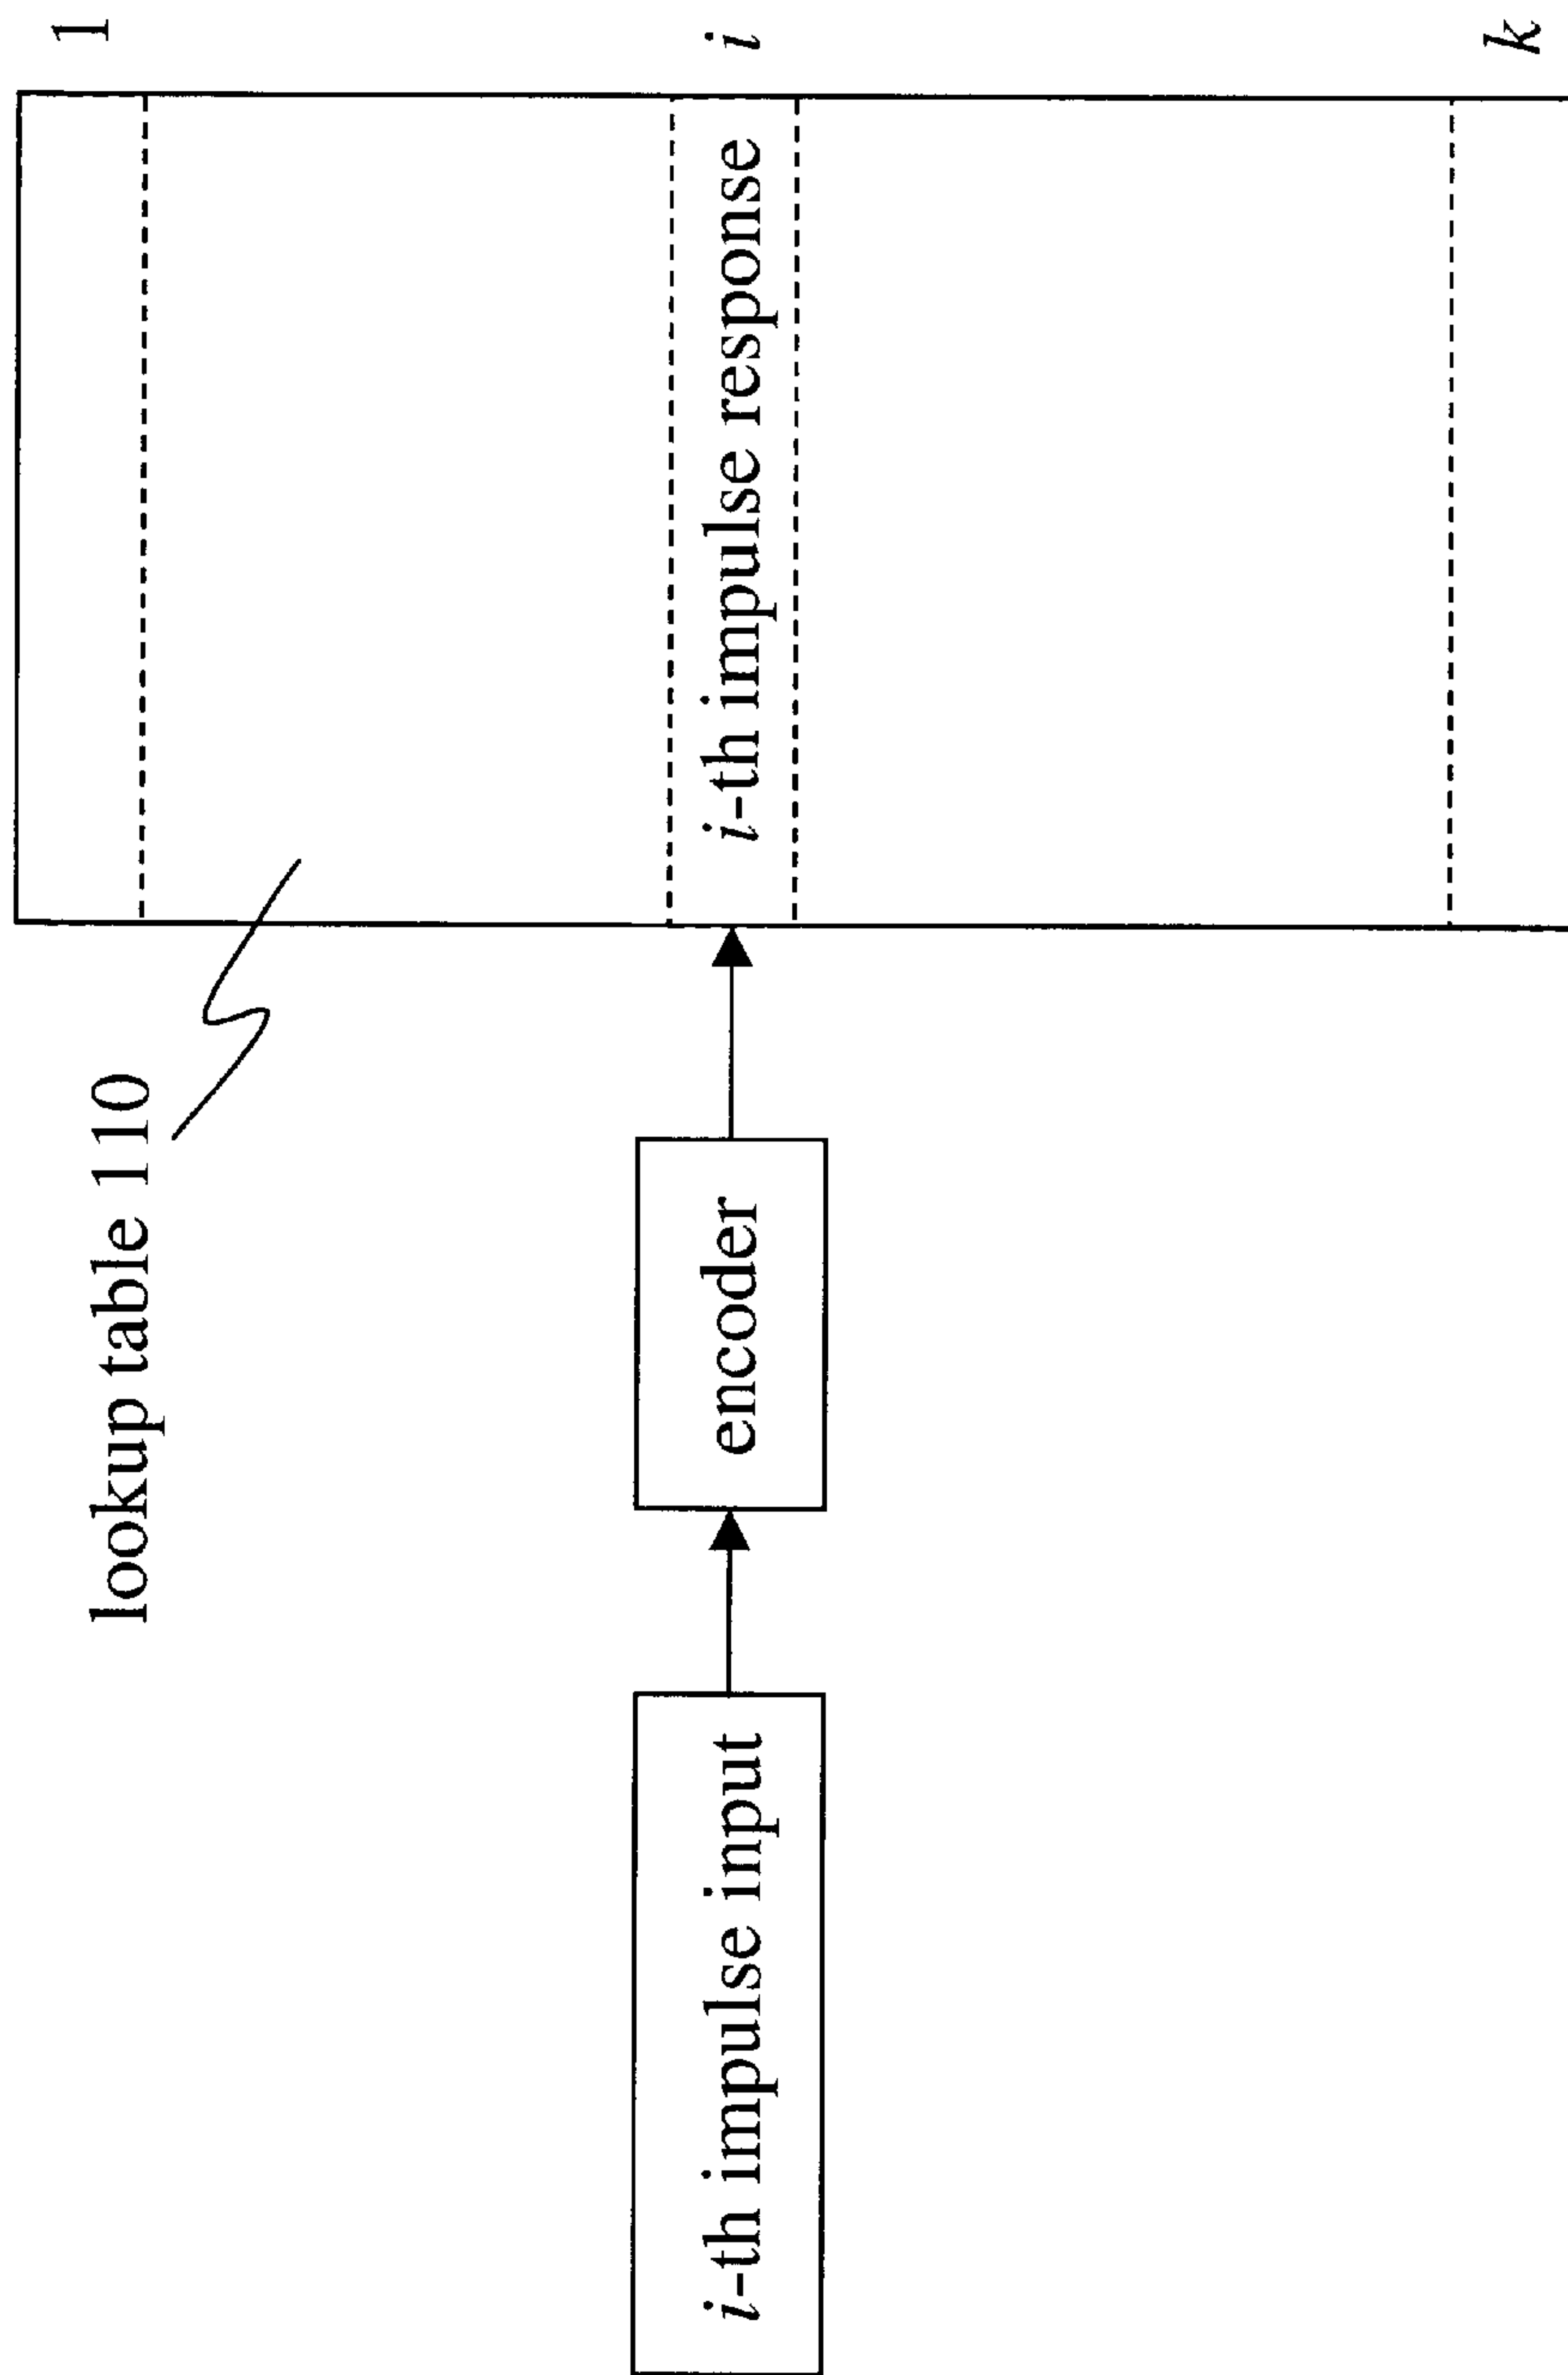 lookup table 110
1
i-th impulse input
encoder
i-th impulse response
i
k